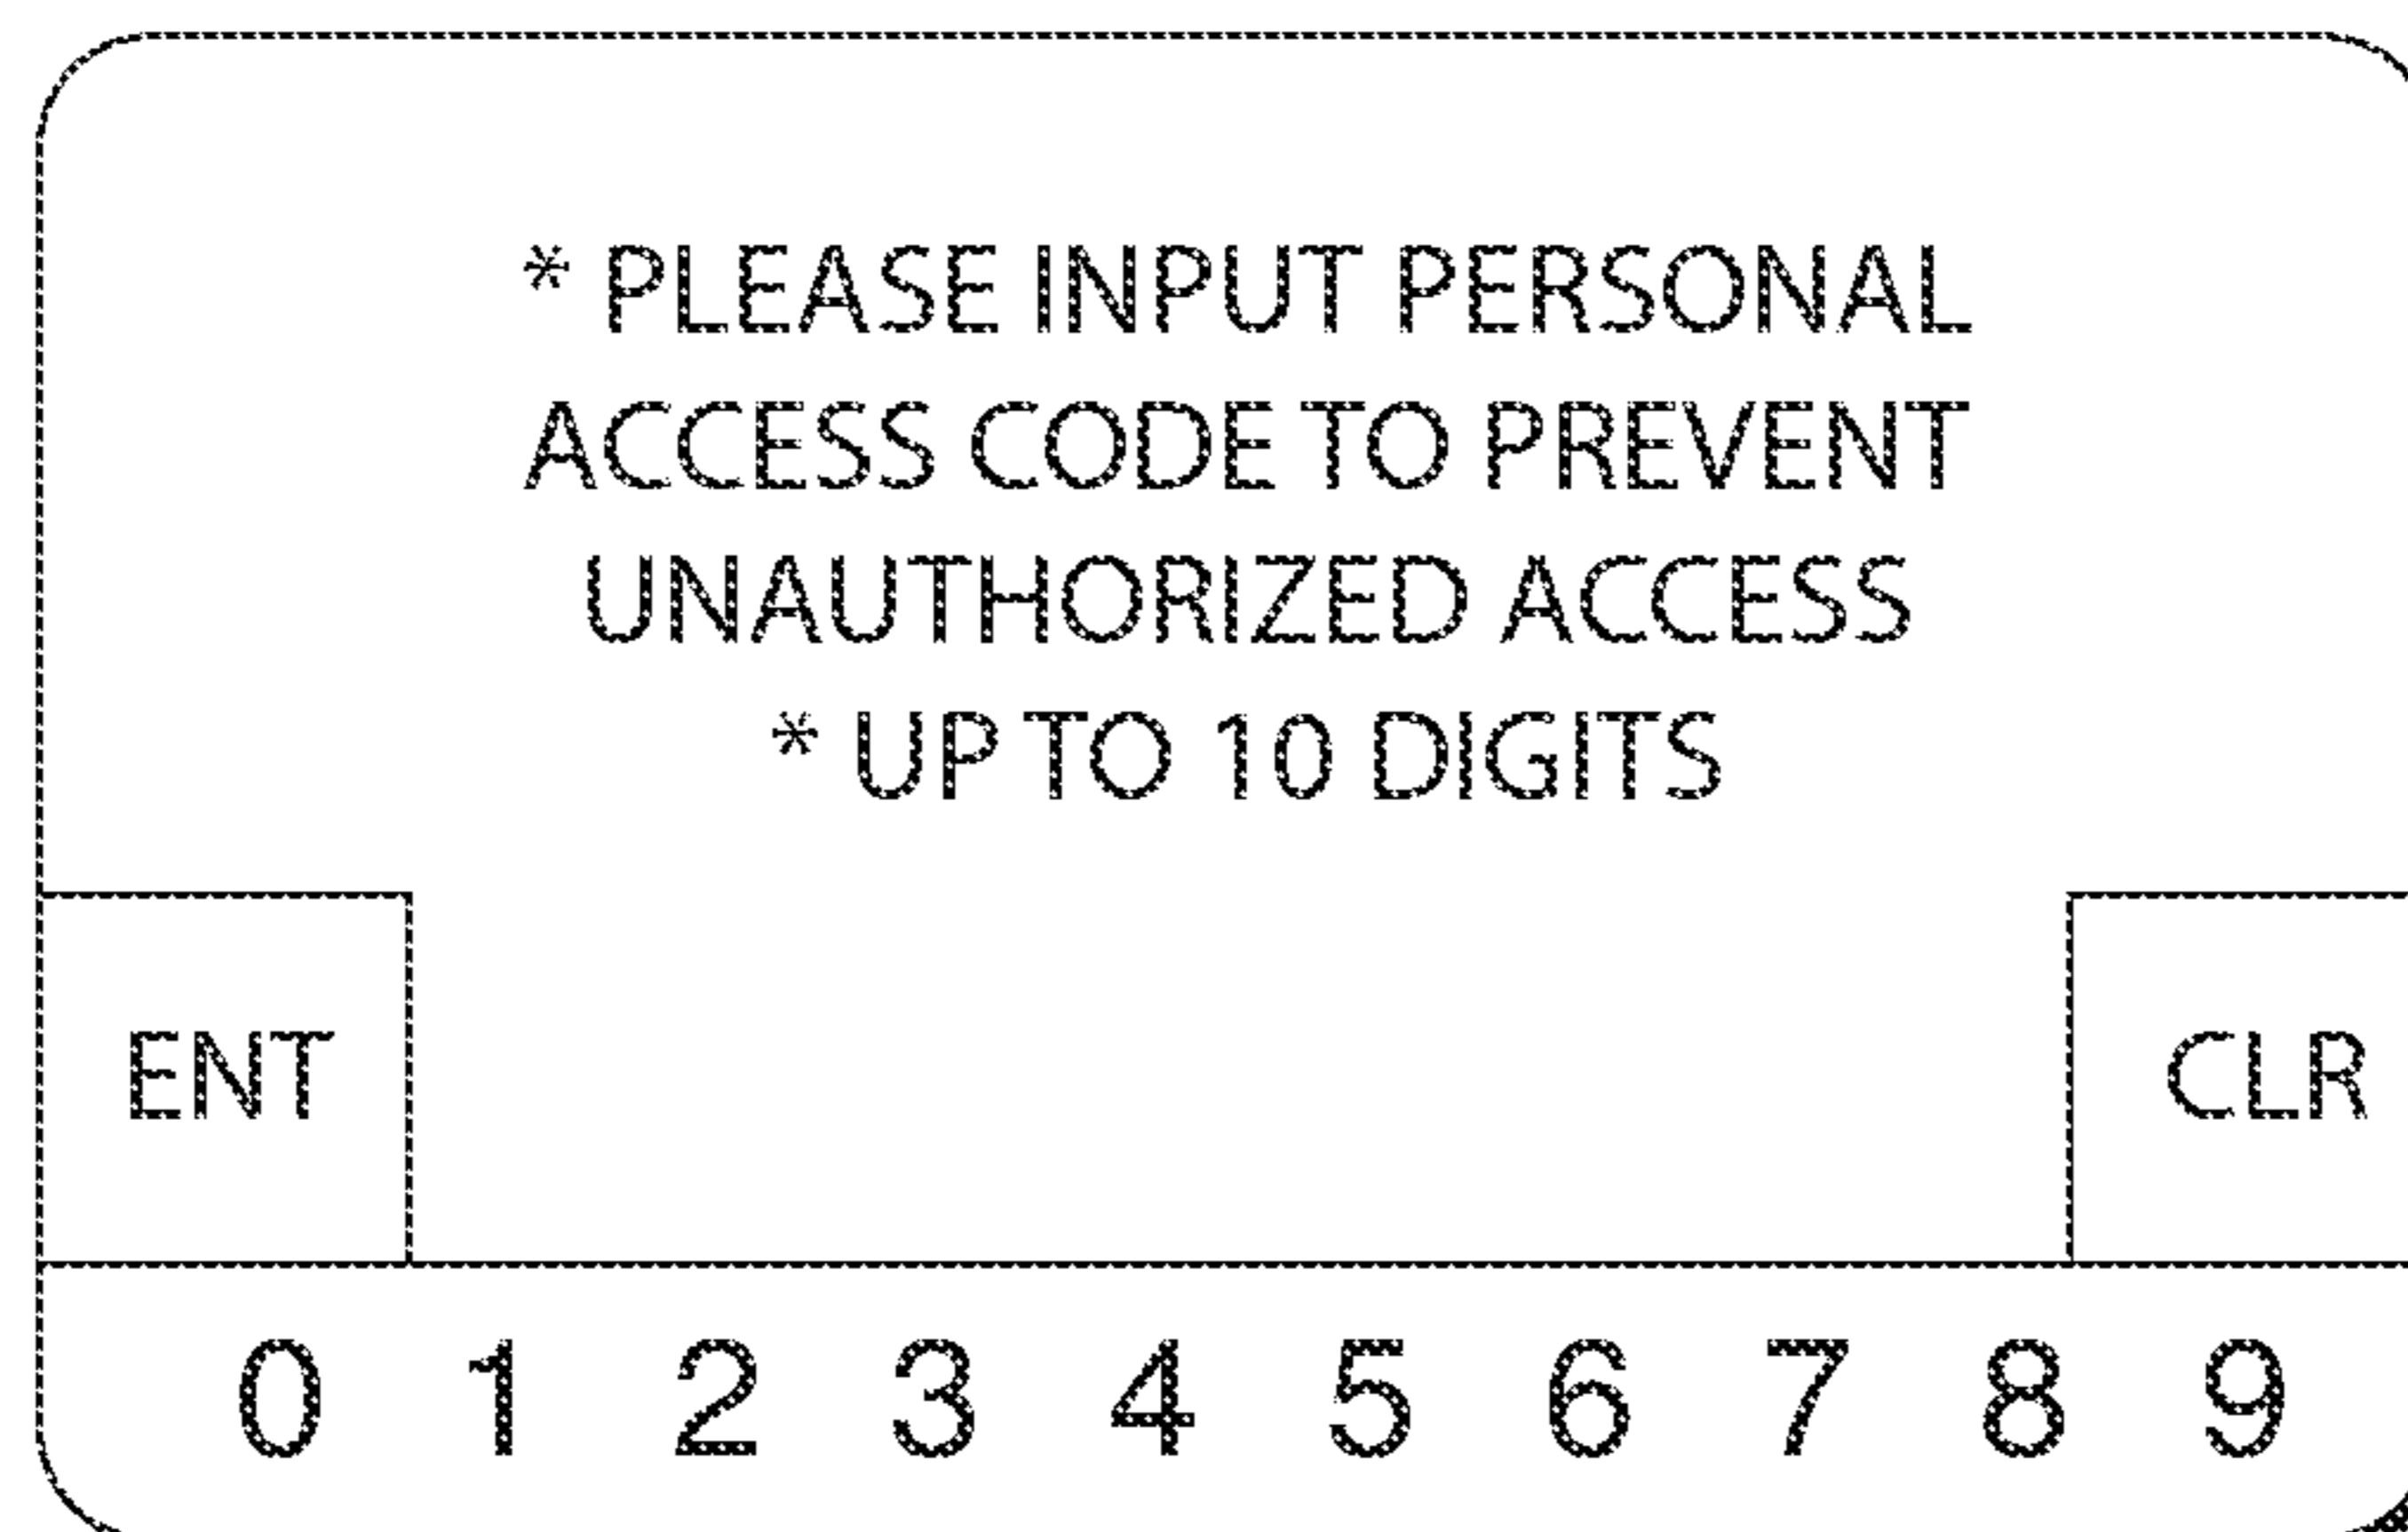 * PLEASE INPUT PERSONAL
ACCESS CODE TO PREVENT
UNAUTHORIZED ACCESS
* UP TO 10 DIGITS
ENT CLR
0 1 2 3 4 5 6 7 8 9